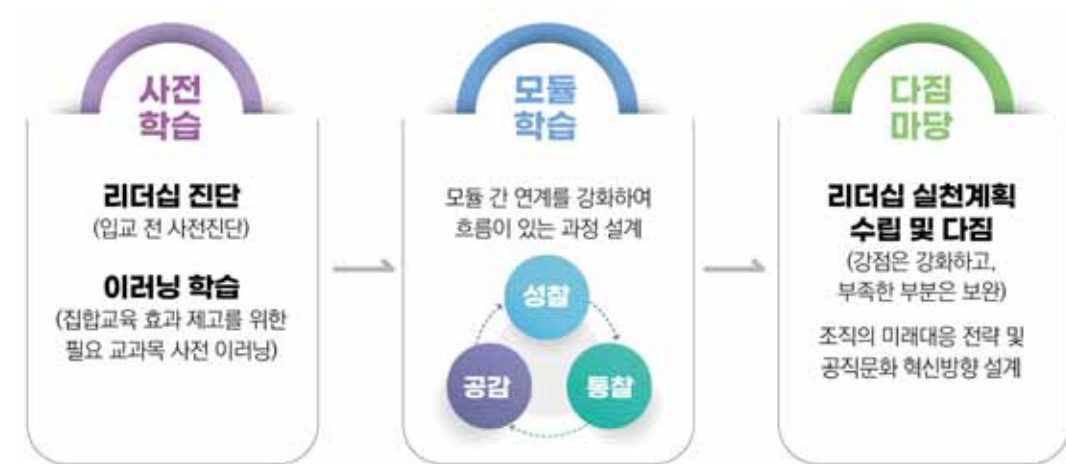 사전
학습
리더십 진단
(입교 전 사전진단)
이러닝 학습
(집합교육 효과 제고를 위한
필요 교과목 사전 이러닝)
모듈
학습
모듈 간 연계를 강화하여
흐름이 있는 과정 설계
성찰
공감
통찰
다짐
마당
리더십 실천계획
수립 및 다짐
(강점은 강화하고,
부족한 부분은 보완)
조직의 미래대응 전략 및
공직문화 혁신방향 설계